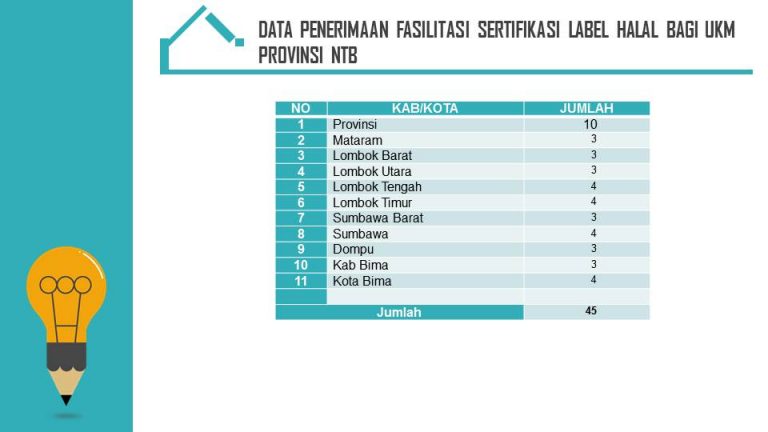 DATA PENERIMAAN FASILITASI SERTIFIKASI LABEL HALAL BAGI UKM
PROVINSI NTB
NO KAB/KOTA JUMLAH
1 Provinsi 10
2 Mataram 3
3 Lombok Barat 3
4 Lombok Utara 3
5 Lombok Tengah 4
6 Lombok Timur 4
7 Sumbawa Barat 3
8 Sumbawa 4
9 Dompu 3
10 Kab Bima 3
11 Kota Bima 4
Jumlah 45